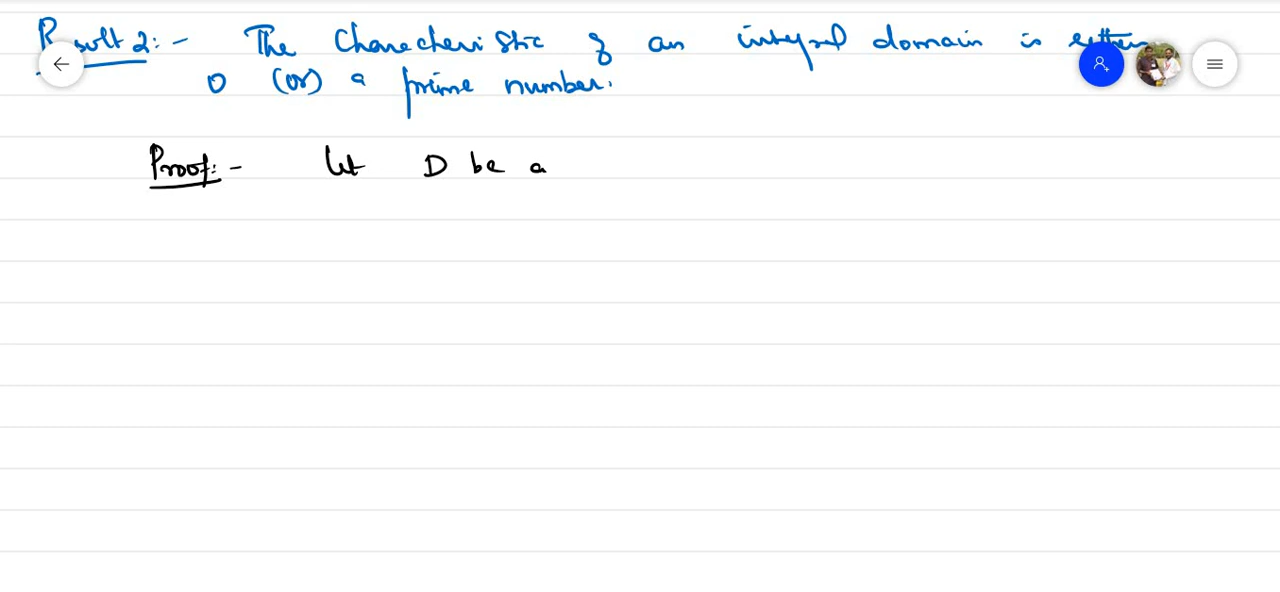 Result 2:- The Characteristic of an integral domain is either
0 (or) a prime number.
Proof:- Let D be a